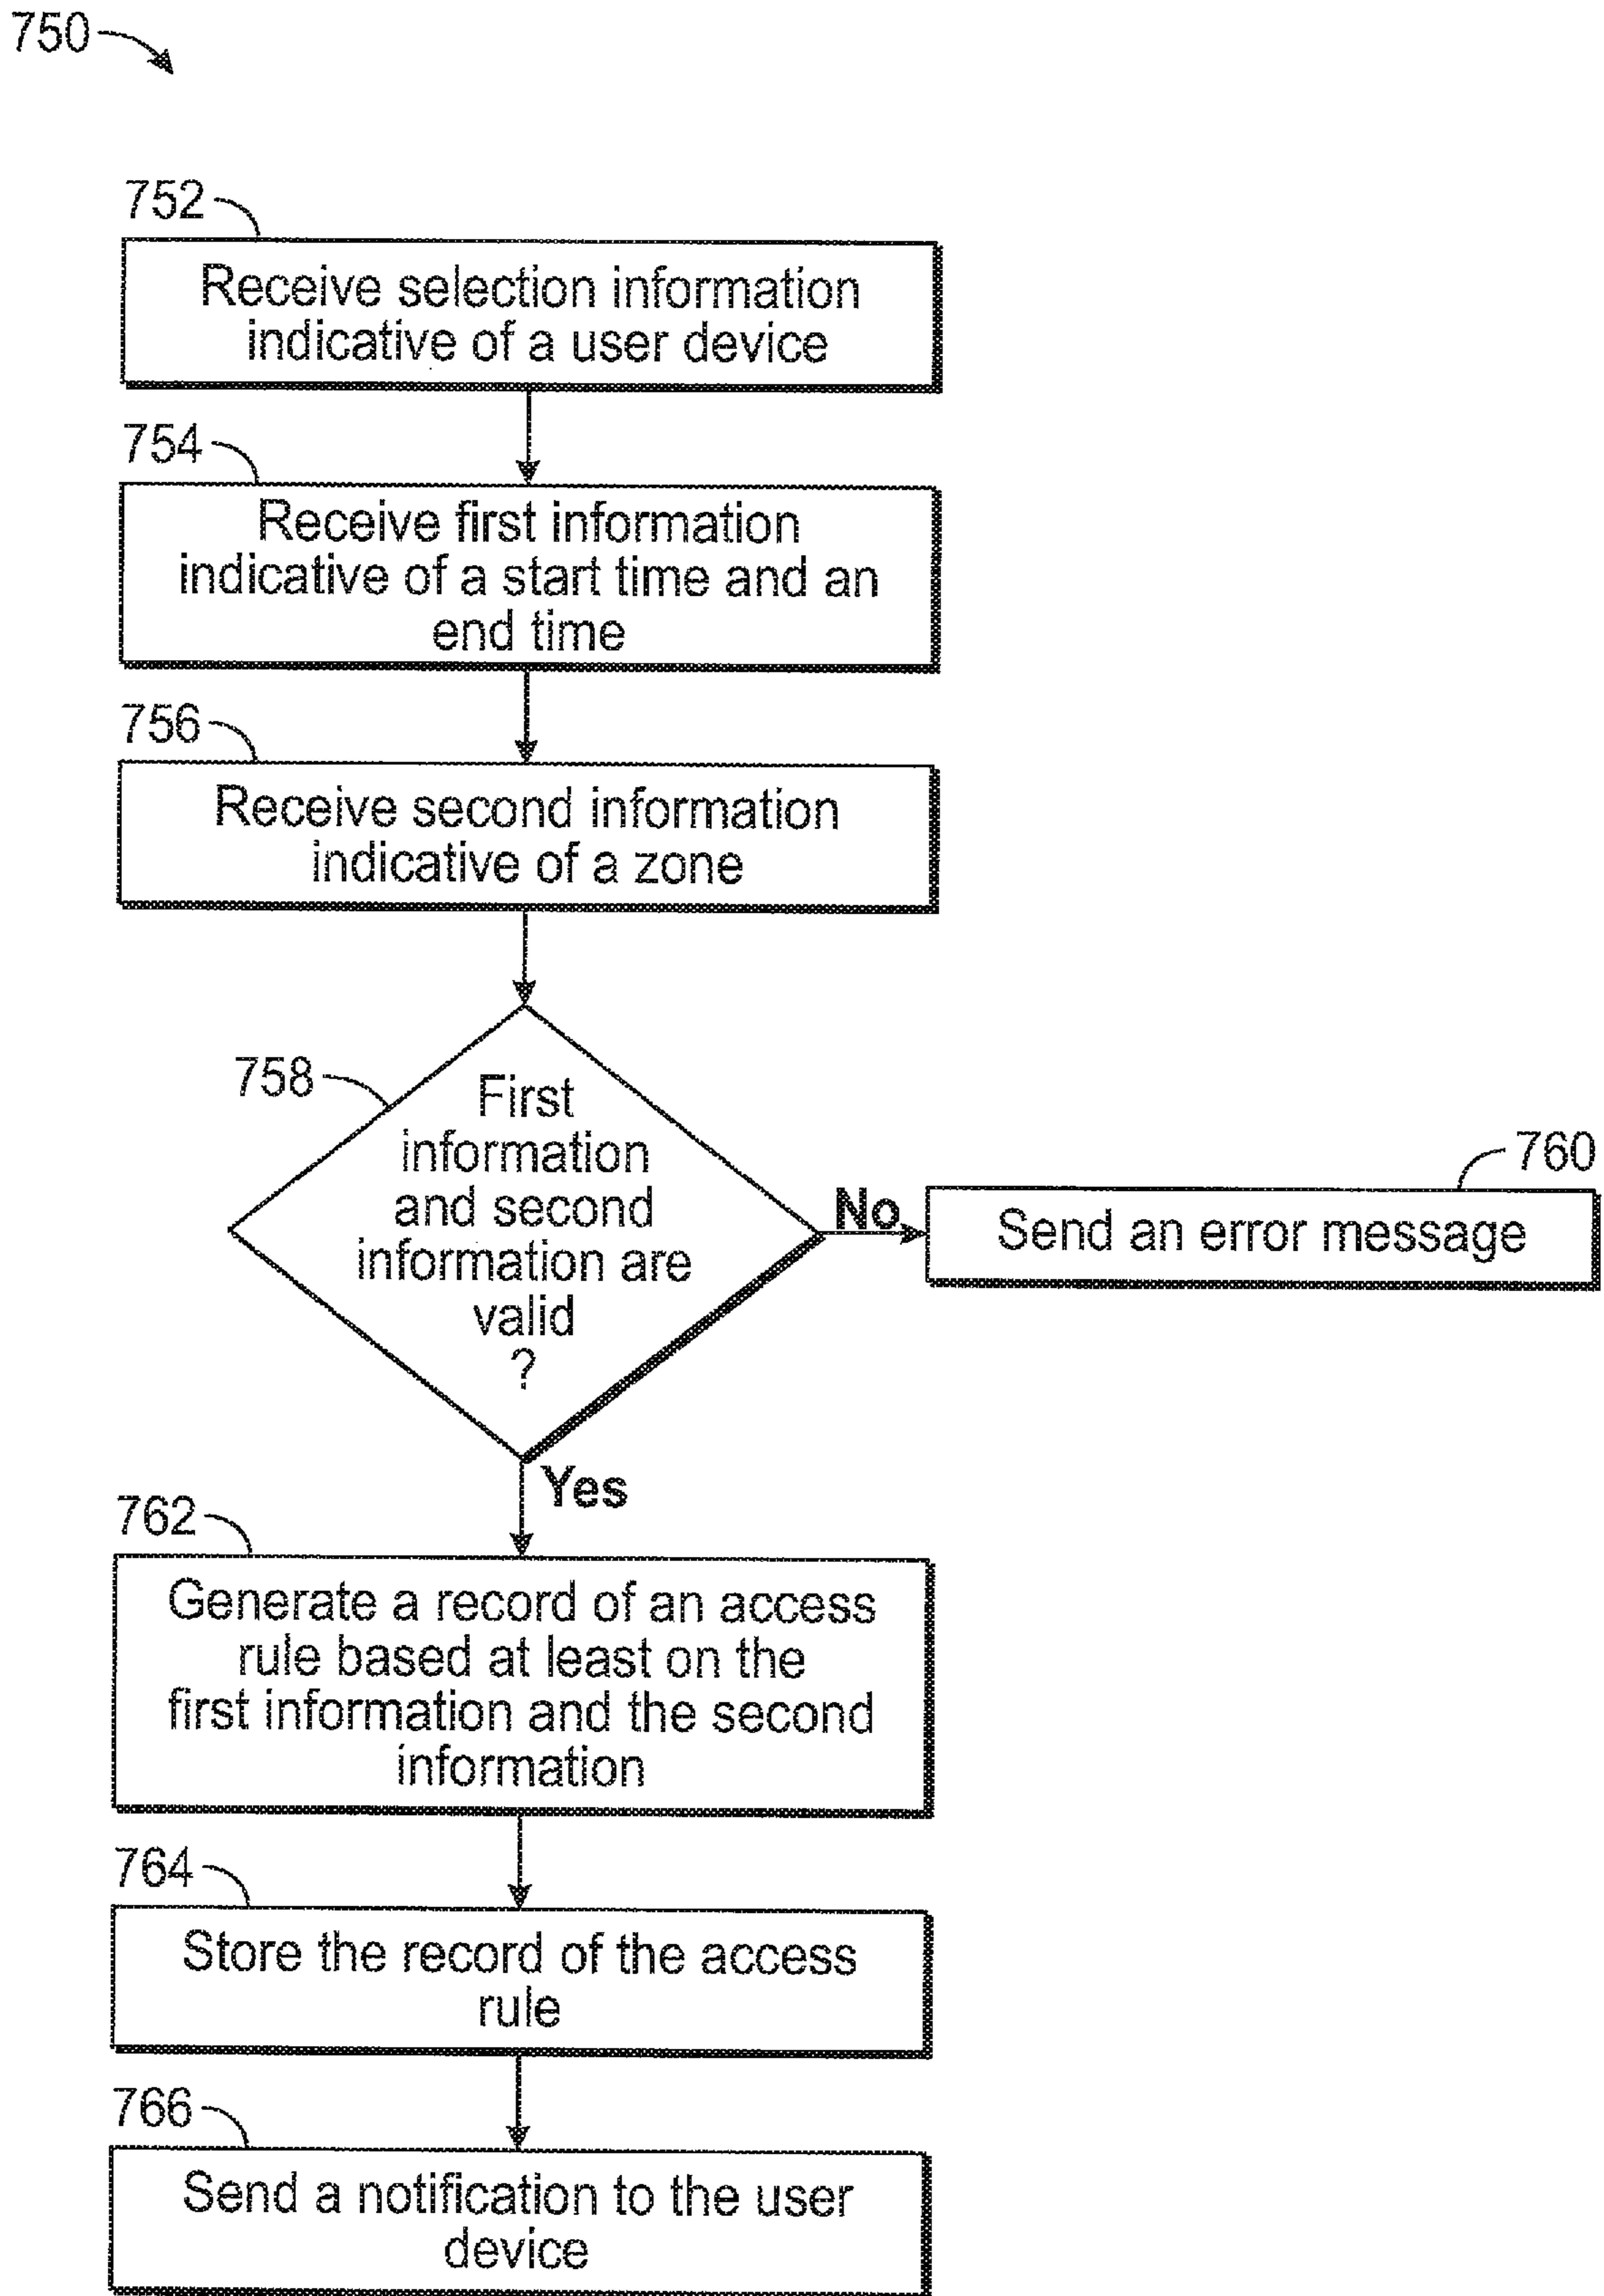 750
752
Receive selection information
indicative of a user device
754
Receive first information
indicative of a start time and an
end time
756
Receive second information
indicative of a zone
758
First
information
and second
information are
valid
?
No
760
Send an error message
Yes
762
Generate a record of an access
rule based at least on the
first information and the second
information
764
Store the record of the access
rule
766
Send a notification to the user
device